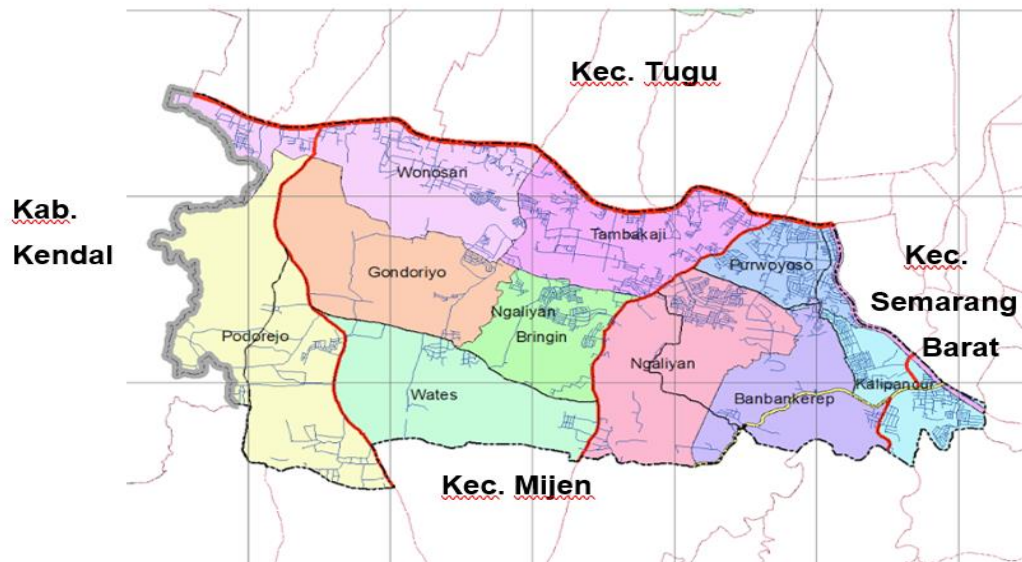 Kec. Tugu
Wonosari
Kab.
Kendal
Tambakaji
Purwoyoso
Kec.
Semarang
Barat
Gondoriyo
Ngaliyan
Bringin
Podorejo
Ngaliyan
Kalipancur
Wates
Banbankerep
Kec. Mijen